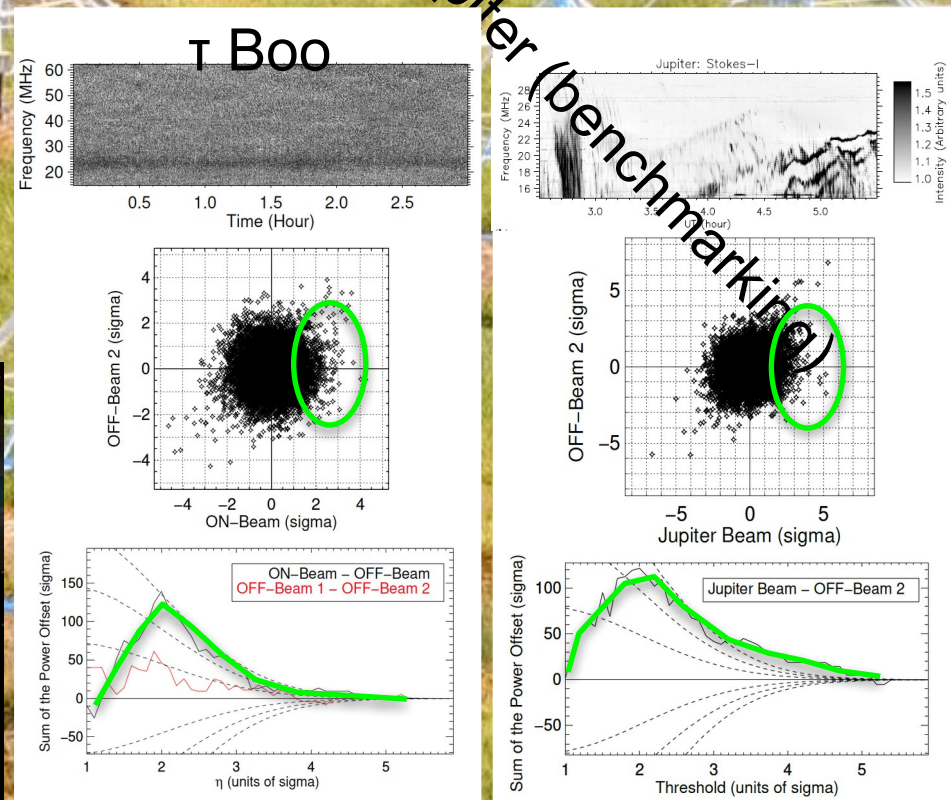 τ Boo
Frequency (MHz)
60
50
40
30
20
0.5 1.0 1.5 2.0 2.5
Time (Hour)
OFF−Beam 2 (sigma)
4
2
0
−2
−4
−4 −2 0 2 4
ON−Beam (sigma)
Sum of the Power Offset (sigma)
ON−Beam − OFF−Beam
OFF−Beam 1 − OFF−Beam 2
150
100
50
0
−50
1 2 3 4 5
η (units of sigma)
(benchmarking)
Jupiter: Stokes−I
Frequency (MHz)
28
24
22
20
18
16
3.0 4.0 4.5 5.0
(hour)
Intensity (Arbitrary units)
1.5
1.4
1.3
1.2
1.1
1.0
OFF−Beam 2 (sigma)
5
0
−5
−5 0 5
Jupiter Beam (sigma)
Sum of the Power Offset (sigma)
Jupiter Beam − OFF−Beam 2
100
50
0
−50
1 2 3 4 5
Threshold (units of sigma)